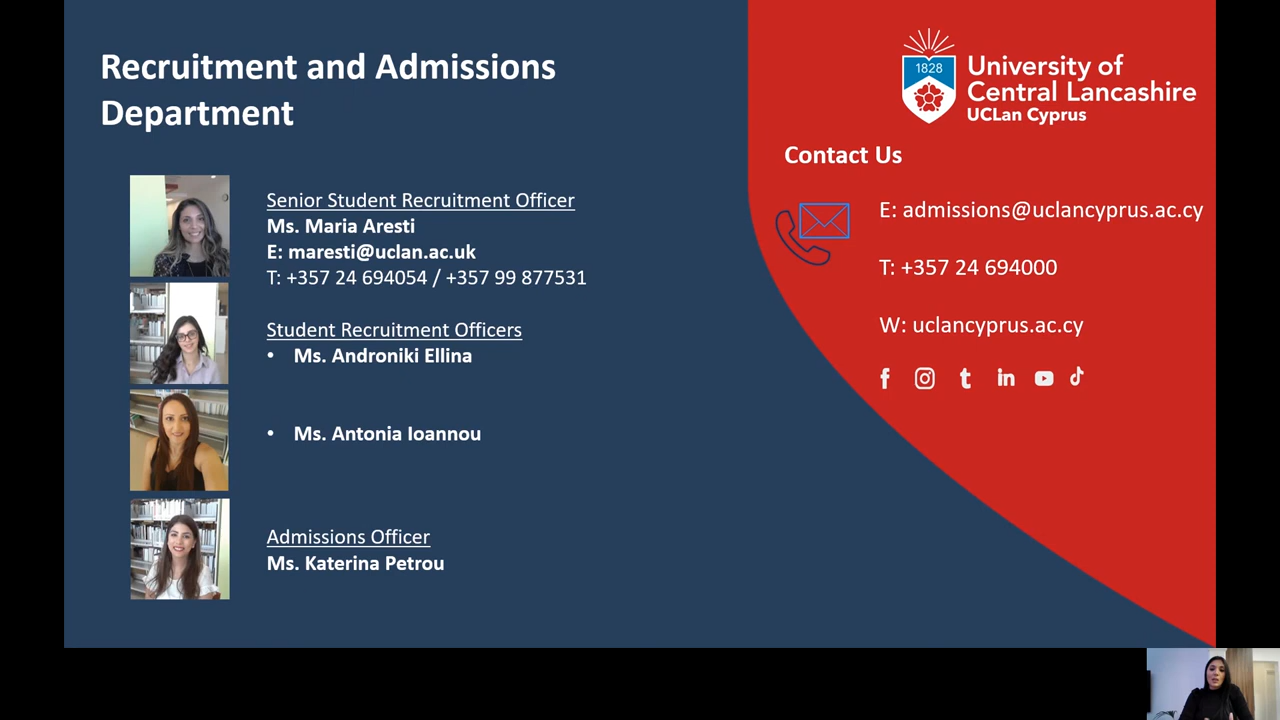 Recruitment and Admissions
Department
Senior Student Recruitment Officer
Ms. Maria Aresti
E: maresti@uclan.ac.uk
T: +357 24 694054 / +357 99 877531
Student Recruitment Officers
• Ms. Androniki Ellina
• Ms. Antonia Ioannou
Admissions Officer
Ms. Katerina Petrou
1828
University of
Central Lancashire
UCLan Cyprus
Contact Us
E: admissions@uclancyprus.ac.cy
T: +357 24 694000
W: uclancyprus.ac.cy